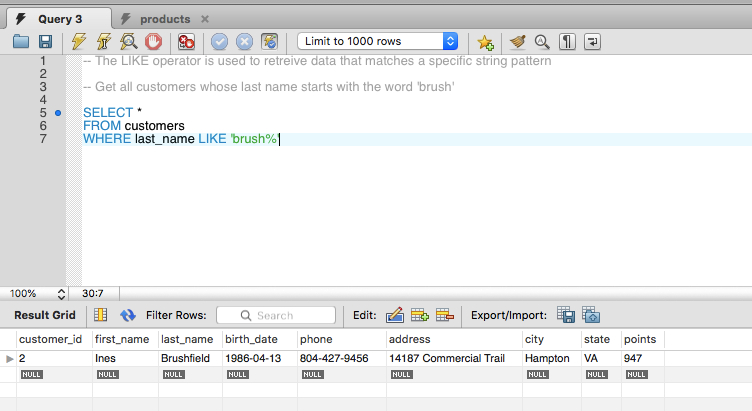 Query 3 products
Limit to 1000 rows
1 -- The LIKE operator is used to retreive data that matches a specific string pattern
2
3 -- Get all customers whose last name starts with the word 'brush'
4
5 SELECT *
6 FROM customers
7 WHERE last_name LIKE 'brush%'
100% 30:7
Result Grid Filter Rows: Search Edit: Export/Import:
customer_id first_name last_name birth_date phone address city state points
2 Ines Brushfield 1986-04-13 804-427-9456 14187 Commercial Trail Hampton VA 947
NULL NULL NULL NULL NULL NULL NULL NULL NULL